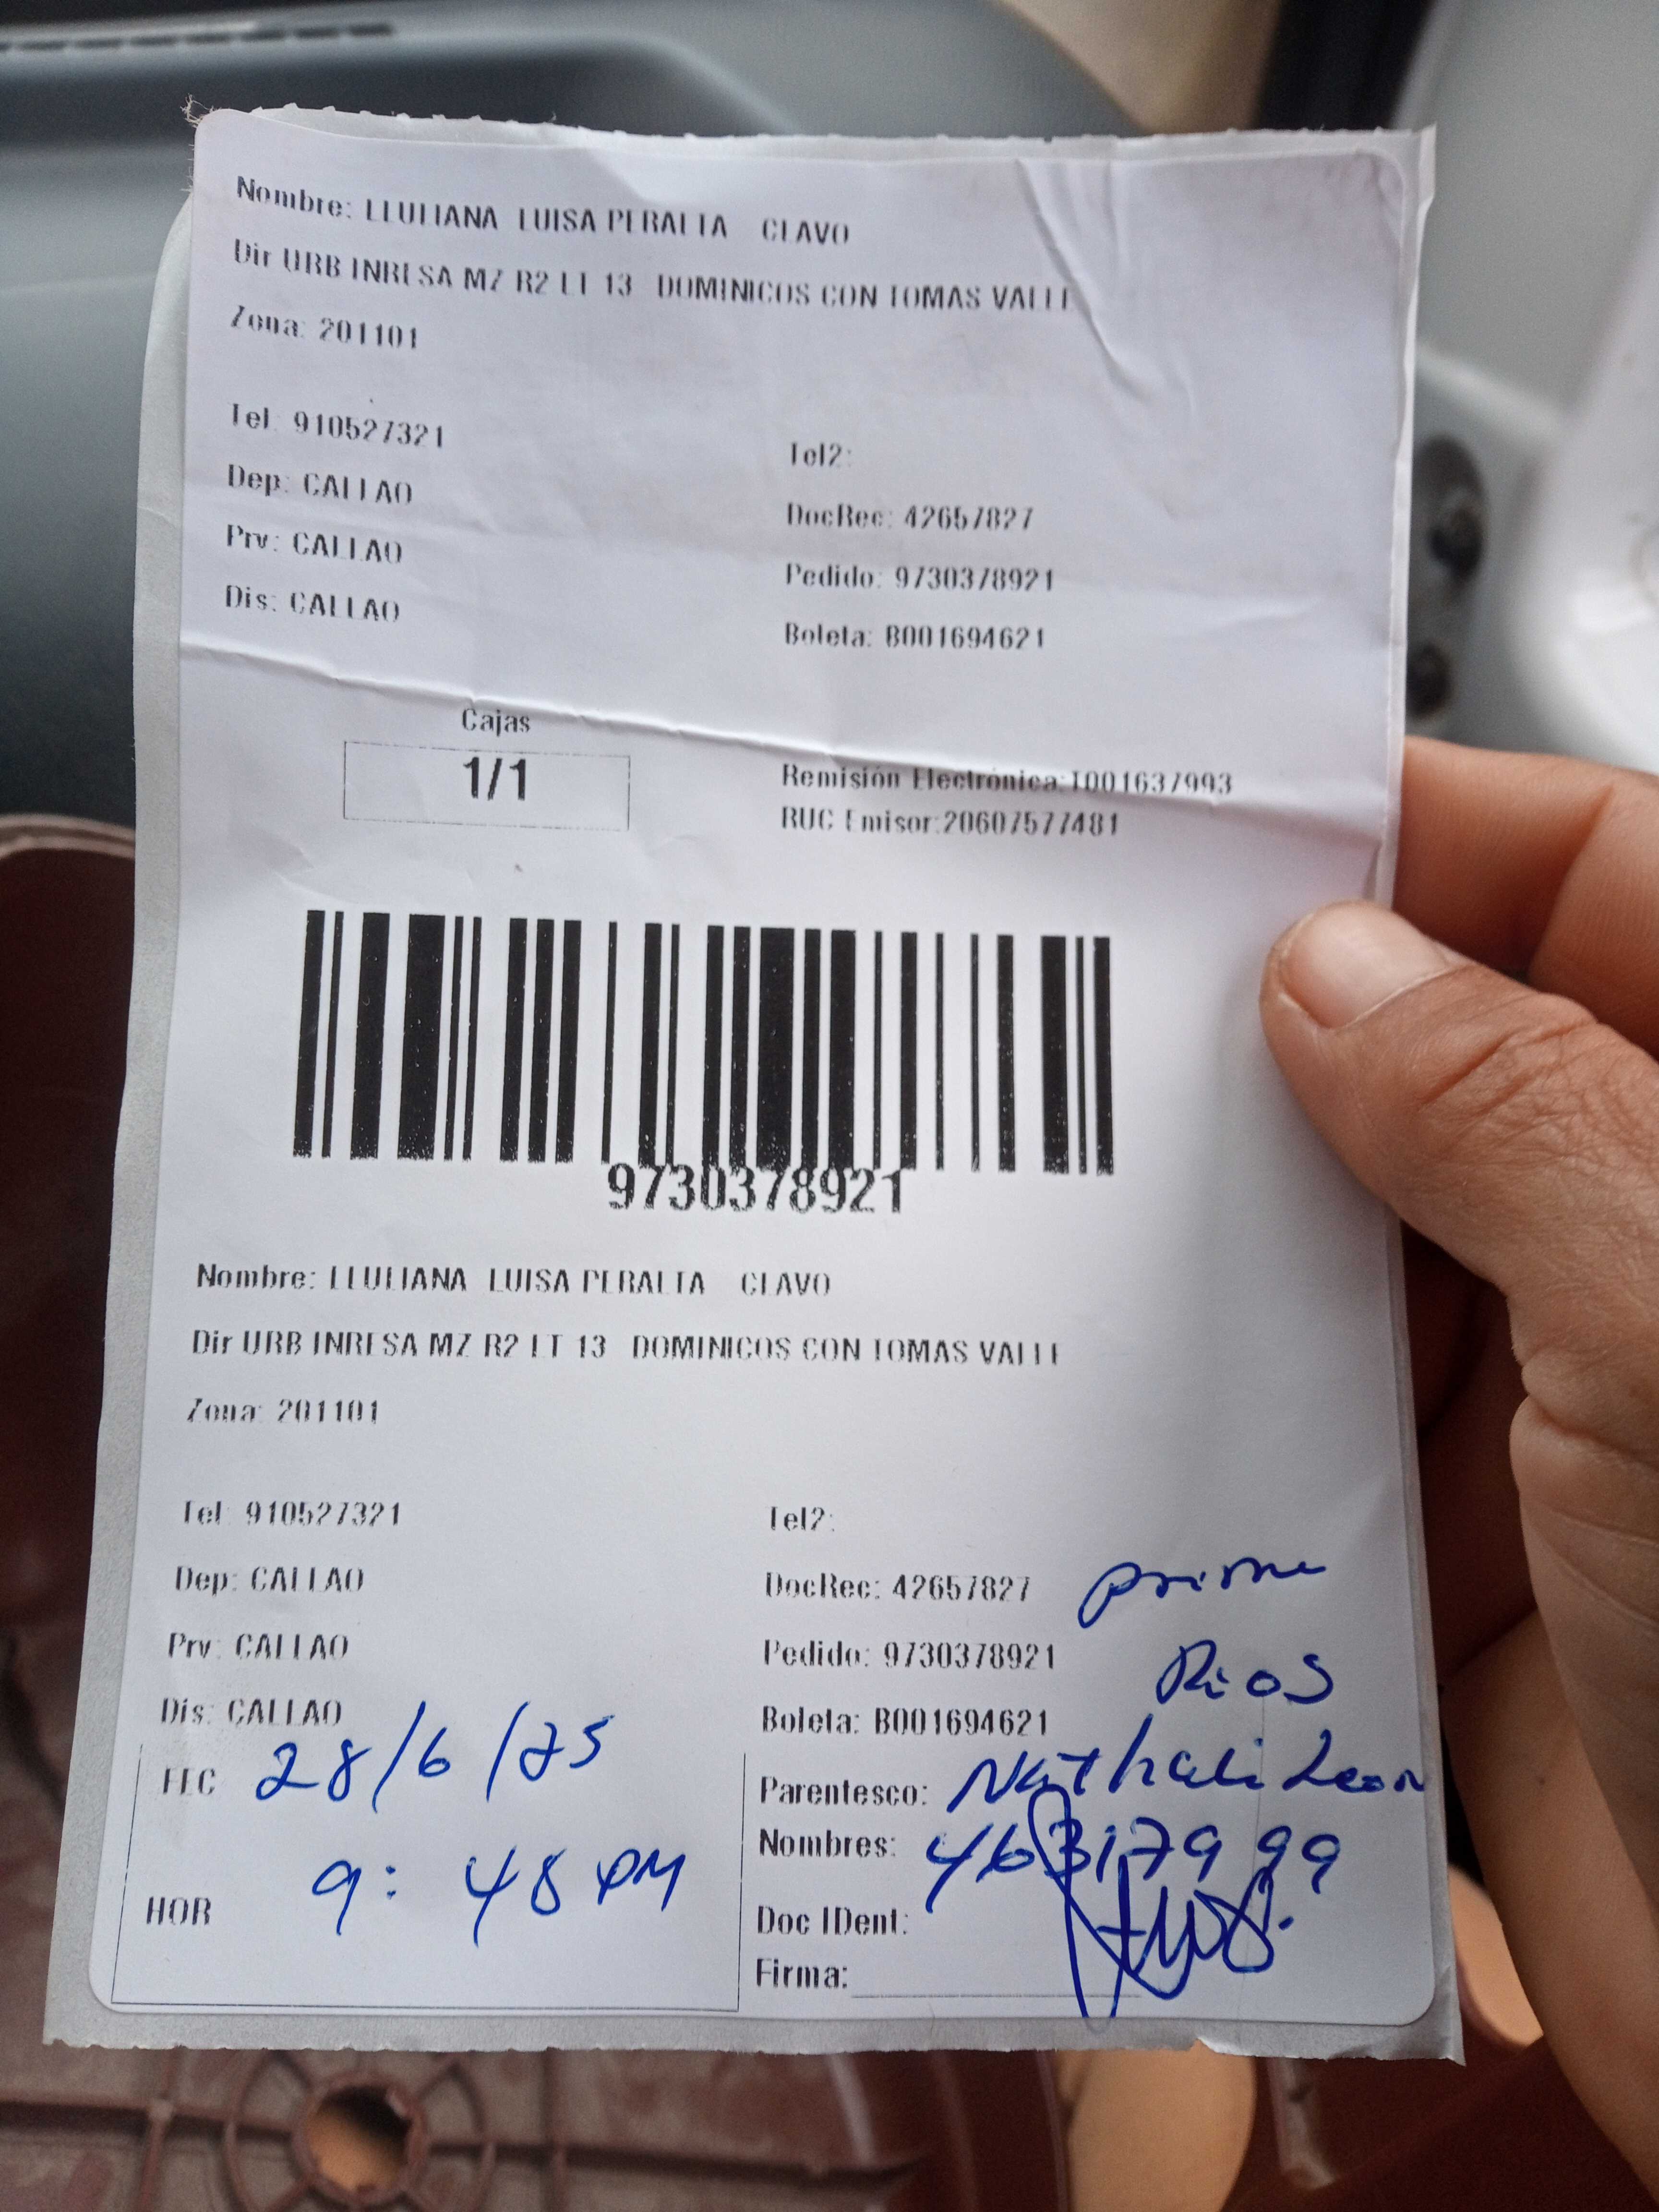 Nombre: LLULIANA LUISA PERALTA CLAVO
Dir URB INRESA MZ R2 LT 13 DOMINICOS CON TOMAS VALLE
Zona: 201101
Tel: 910527321
Tel2:
Dep: CALLAO
DocRec: 42657827
Prv: CALLAO
Pedido: 9730378921
Dis: CALLAO
Boleta: B001694621
Cajas
1/1
Remisión Electrónica:T001637993
RUC Emisor:20607577481
9730378921
Nombre: LLULIANA LUISA PERALTA CLAVO
Dir URB INRESA MZ R2 LT 13 DOMINICOS CON TOMAS VALLE
Zona: 201101
Tel: 910527321
Tel2:
Dep: CALLAO
DocRec: 42657827
Prv: CALLAO
Pedido: 9730378921
Rios
Dis: CALLAO
Boleta: B001694621
FEC 28/6/25
Parentesco: Nathali Leon
Nombres: 46317999
HOR 9:48 PM
Doc IDent:
Firma: